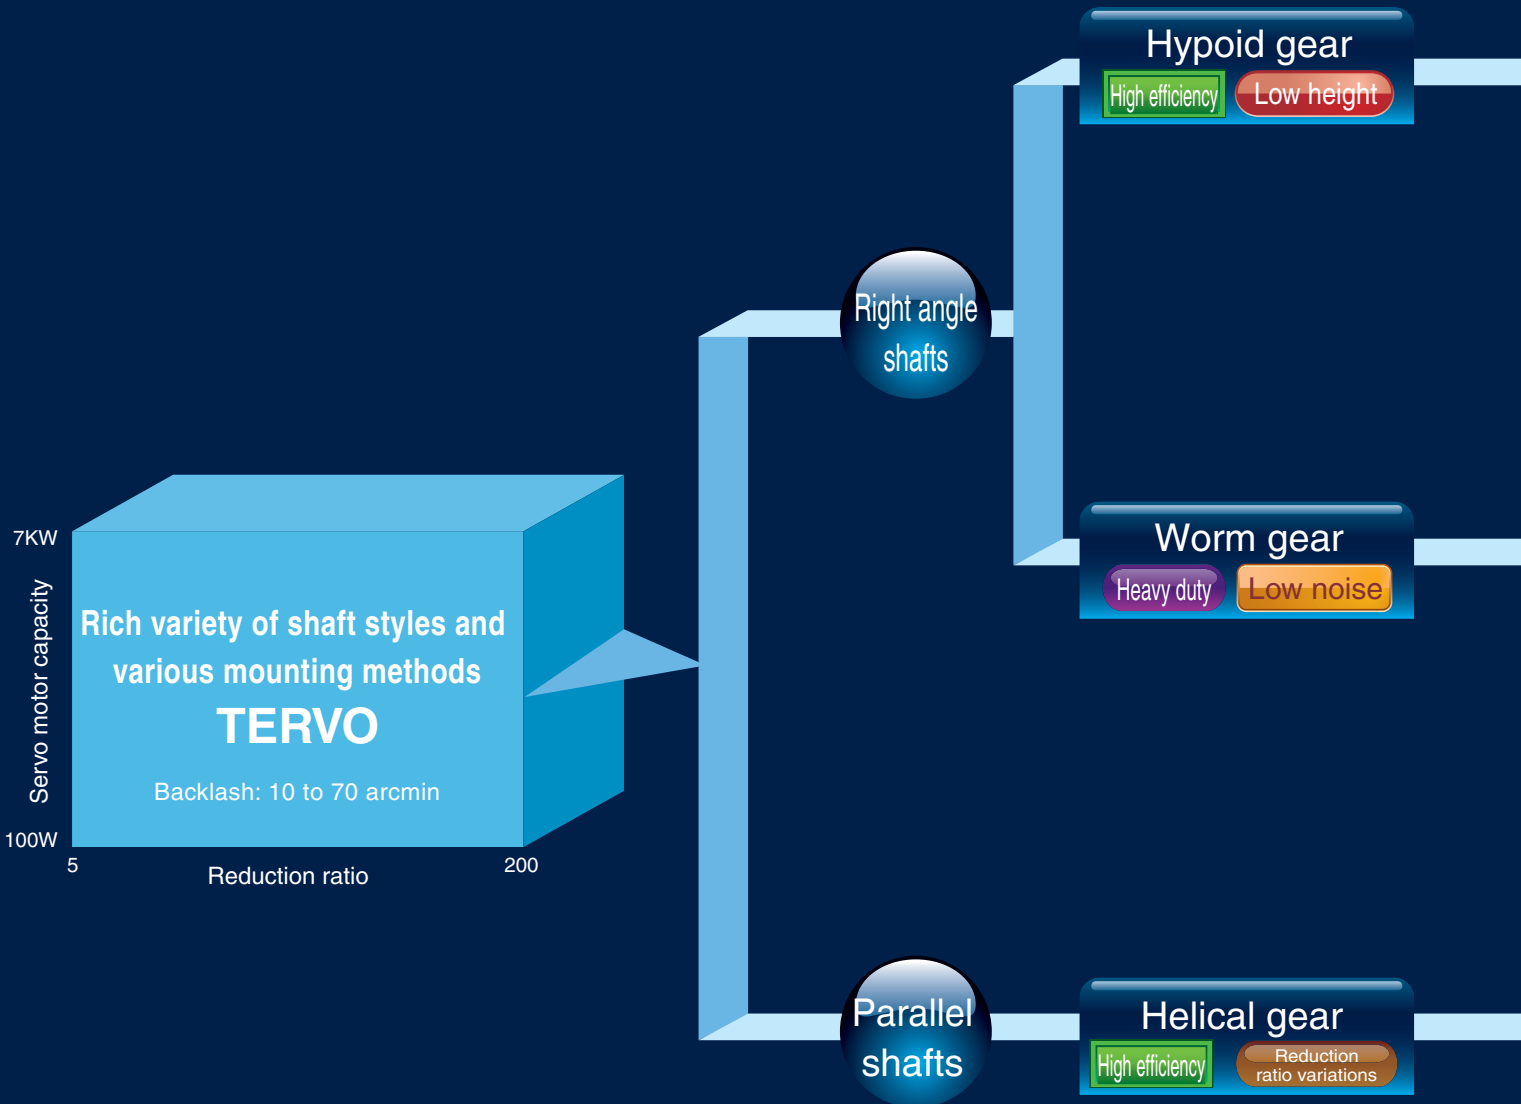 Hypoid gear
High efficiency
Low height
Right angle
shafts
7KW
Servo motor capacity
100W
Rich variety of shaft styles and
various mounting methods
TERVO
Backlash: 10 to 70 arcmin
5
Reduction ratio
200
Worm gear
Heavy duty
Low noise
Parallel
shafts
Helical gear
High efficiency
Reduction
ratio variations